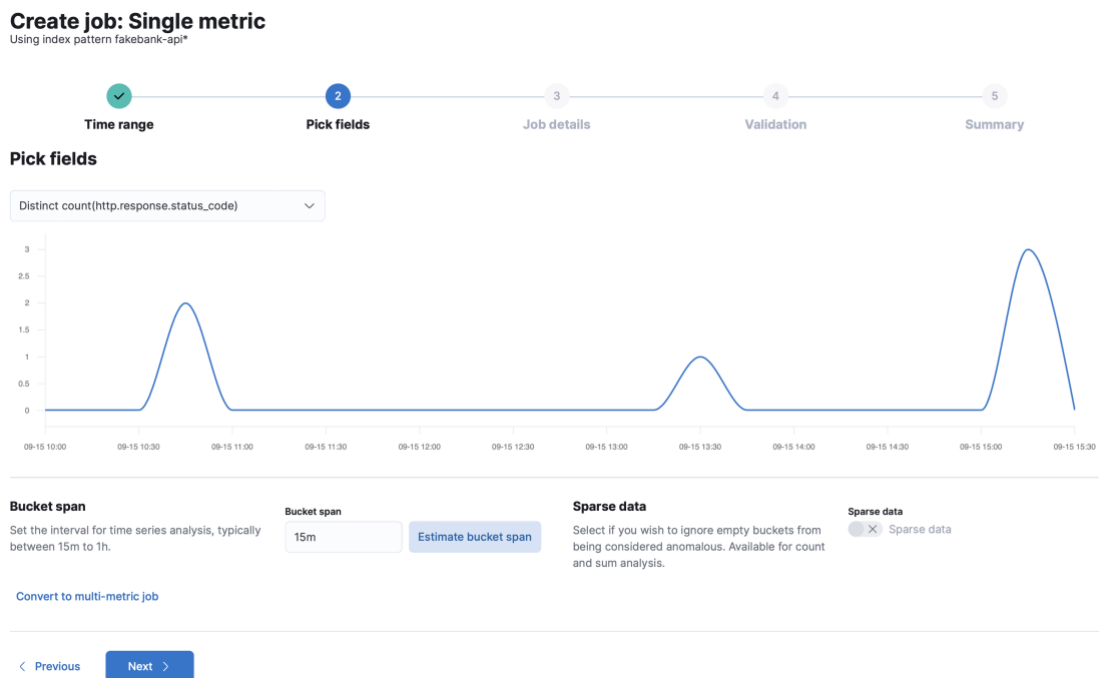 Create job: Single metric
Using index pattern fakebank-api*
2 3 4 5
Time range Pick fields Job details Validation Summary
Pick fields
Distinct count(http.response.status_code)
3
2.5
2
1.5
1
0.5
0
09-15 10:00 09-15 10:30 09-15 11:00 09-15 11:30 09-15 12:00 09-15 12:30 09-15 13:00 09-15 13:30 09-15 14:00 09-15 14:30 09-15 15:00 09-15 15:30
Bucket span
Set the interval for time series analysis, typically
between 15m to 1h.
Bucket span
15m Estimate bucket span
Sparse data
Select if you wish to ignore empty buckets from
being considered anomalous. Available for count
and sum analysis.
Sparse data
Sparse data
Convert to multi-metric job
Previous Next